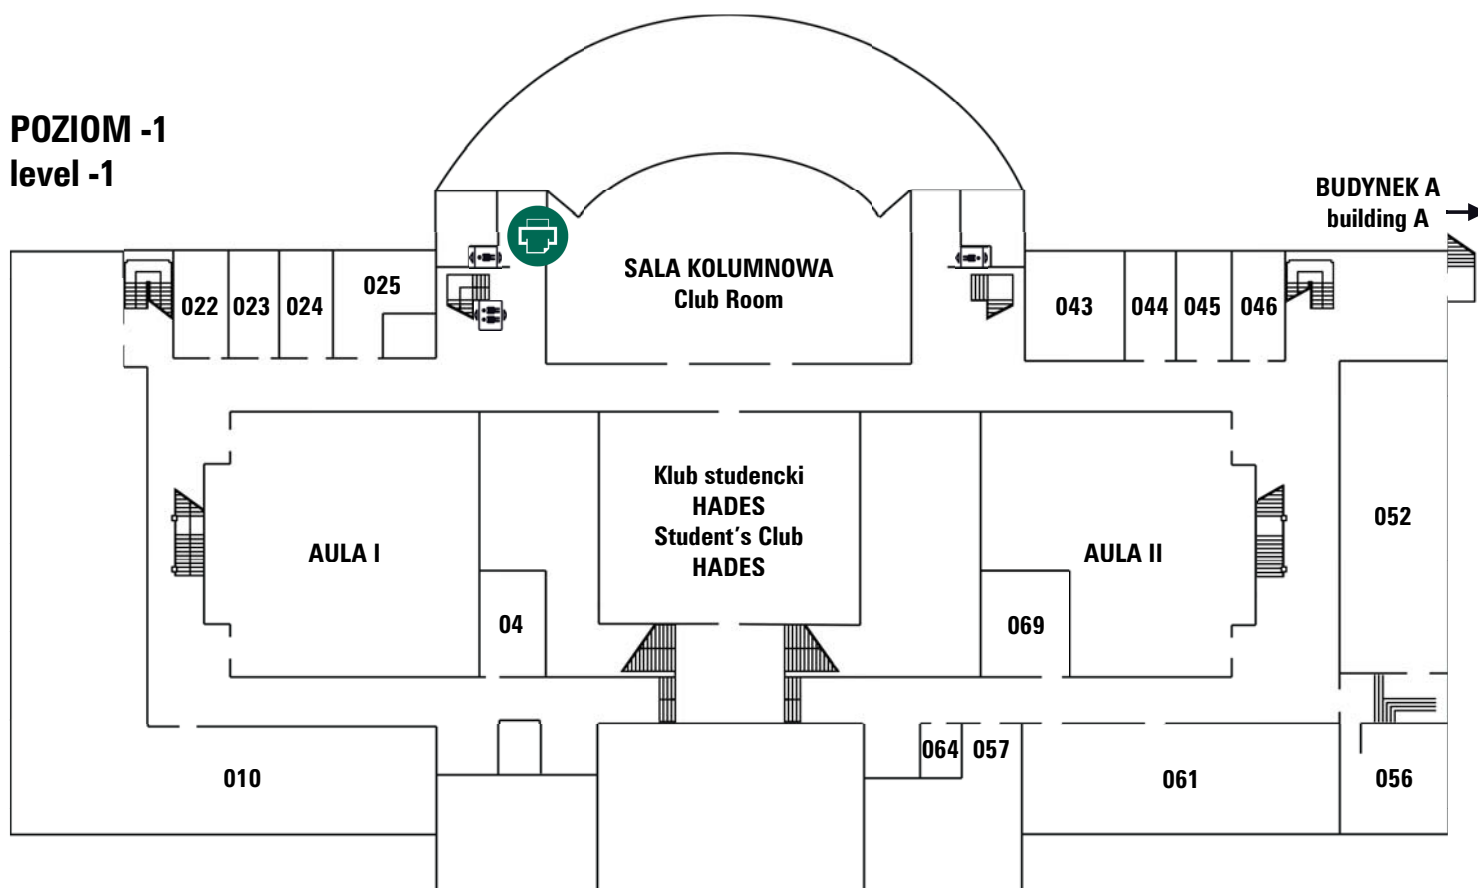 POZIOM -1
level -1
BUDYNEK A
building A
SALA KOLUMNOWA
Club Room
022
023
024
025
043
044
045
046
Klub studencki
HADES
Student's Club
HADES
AULA I
AULA II
052
04
069
010
064
057
061
056